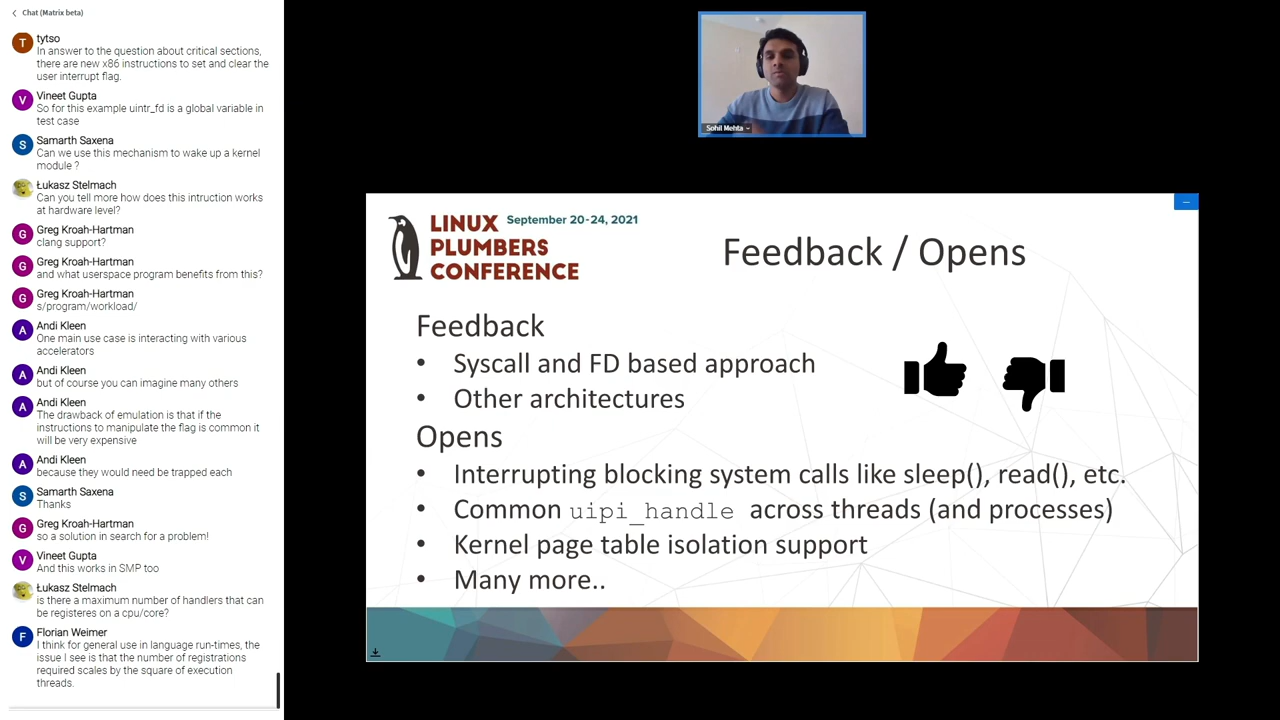 Chat (Matrix beta)
T
tytso
In answer to the question about critical sections,
there are new x86 instructions to set and clear the
user interrupt flag.
V
Vineet Gupta
So for this example uintr_fd is a global variable in
test case
S
Samarth Saxena
Can we use this mechanism to wake up a kernel
module ?
Łukasz Stelmach
Can you tell more how does this intruction works
at hardware level?
G
Greg Kroah-Hartman
clang support?
G
Greg Kroah-Hartman
and what userspace program benefits from this?
G
Greg Kroah-Hartman
s/program/workload/
A
Andi Kleen
One main use case is interacting with various
accelerators
A
Andi Kleen
but of course you can imagine many others
A
Andi Kleen
The drawback of emulation is that if the
instructions to manipulate the flag is common it
will be very expensive
A
Andi Kleen
because they would need be trapped each
S
Samarth Saxena
Thanks
G
Greg Kroah-Hartman
so a solution in search for a problem!
V
Vineet Gupta
And this works in SMP too
Łukasz Stelmach
is there a maximum number of handlers that can
be registeres on a cpu/core?
F
Florian Weimer
I think for general use in language run-times, the
issue I see is that the number of registrations
required scales by the square of execution
threads.
Sohil Mehta
LINUX September 20-24, 2021
PLUMBERS
CONFERENCE
Feedback / Opens
Feedback
• Syscall and FD based approach
• Other architectures
Opens
• Interrupting blocking system calls like sleep(), read(), etc.
• Common uipi_handle across threads (and processes)
• Kernel page table isolation support
• Many more..